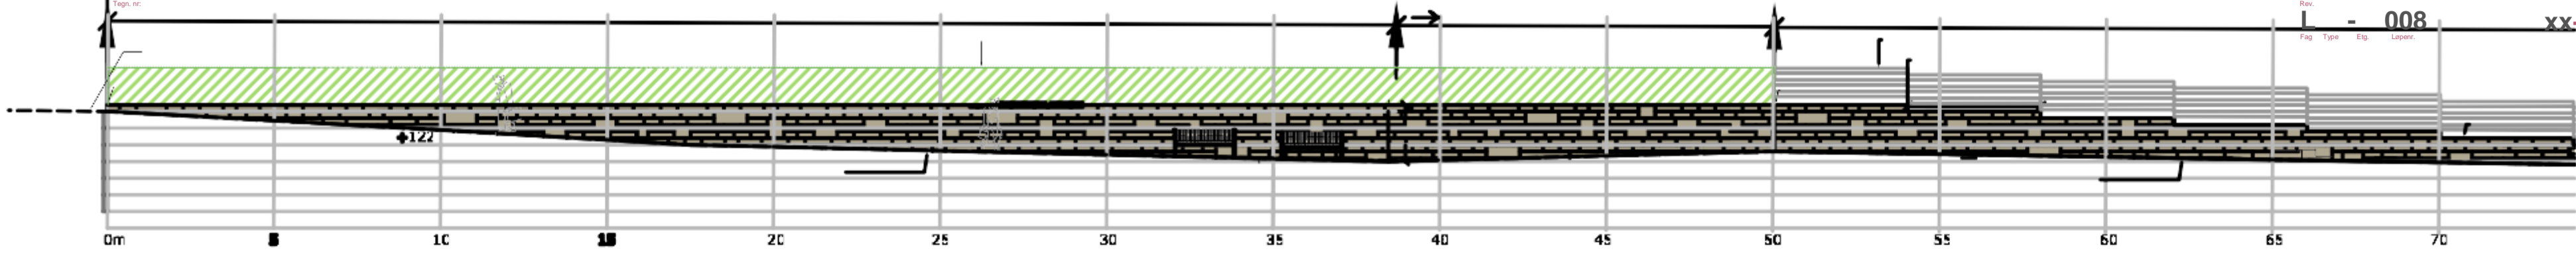 Tegn. nr:
Rev.
L - 008 xx-
Fag Type Etg. Løpenr.
+122
0m 5 10 15 20 25 30 35 40 45 50 55 60 65 70